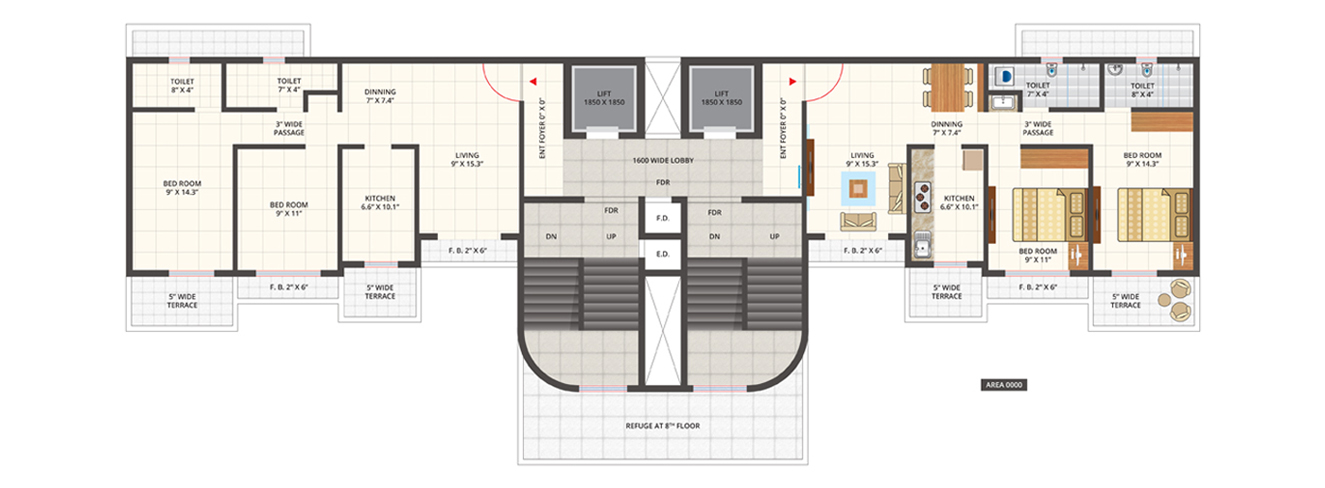 TOILET
8" X 4"
TOILET
7" X 4"
DINNING
7" X 7.4"
3" WIDE
PASSAGE
BED ROOM
9" X 14.3"
BED ROOM
9" X 11"
KITCHEN
6.6" X 10.1"
LIVING
9" X 15.3"
ENT FOYER 0" X 0"
F. B. 2" X 6"
5" WIDE
TERRACE
F. B. 2" X 6"
5" WIDE
TERRACE
LIFT
1850 X 1850
LIFT
1850 X 1850
1600 WIDE LOBBY
FDR
FDR
FDR
F.D.
DN
UP
DN
UP
E.D.
REFUGE AT 8TH FLOOR
ENT FOYER 0" X 0"
LIVING
9" X 15.3"
DINNING
7" X 7.4"
TOILET
7" X 4"
TOILET
8" X 4"
3" WIDE
PASSAGE
BED ROOM
9" X 14.3"
KITCHEN
6.6" X 10.1"
BED ROOM
9" X 11"
F. B. 2" X 6"
5" WIDE
TERRACE
F. B. 2" X 6"
5" WIDE
TERRACE
AREA 0000